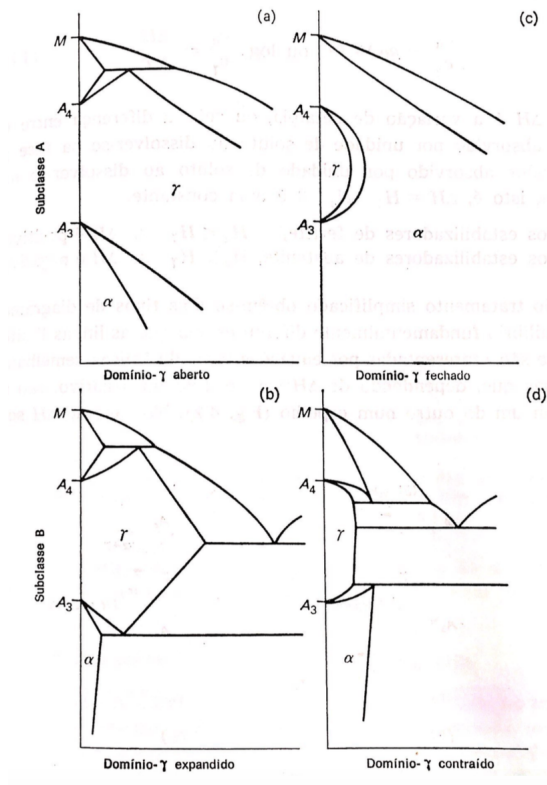 (a)
M
A4
γ
A3
α
Subclasse A
Domínio-γ aberto
(c)
M
A4
γ
A3
α
Domínio-γ fechado
(b)
M
A4
γ
A3
α
Subclasse B
Domínio-γ expandido
(d)
M
A4
γ
A3
α
Domínio-γ contraído